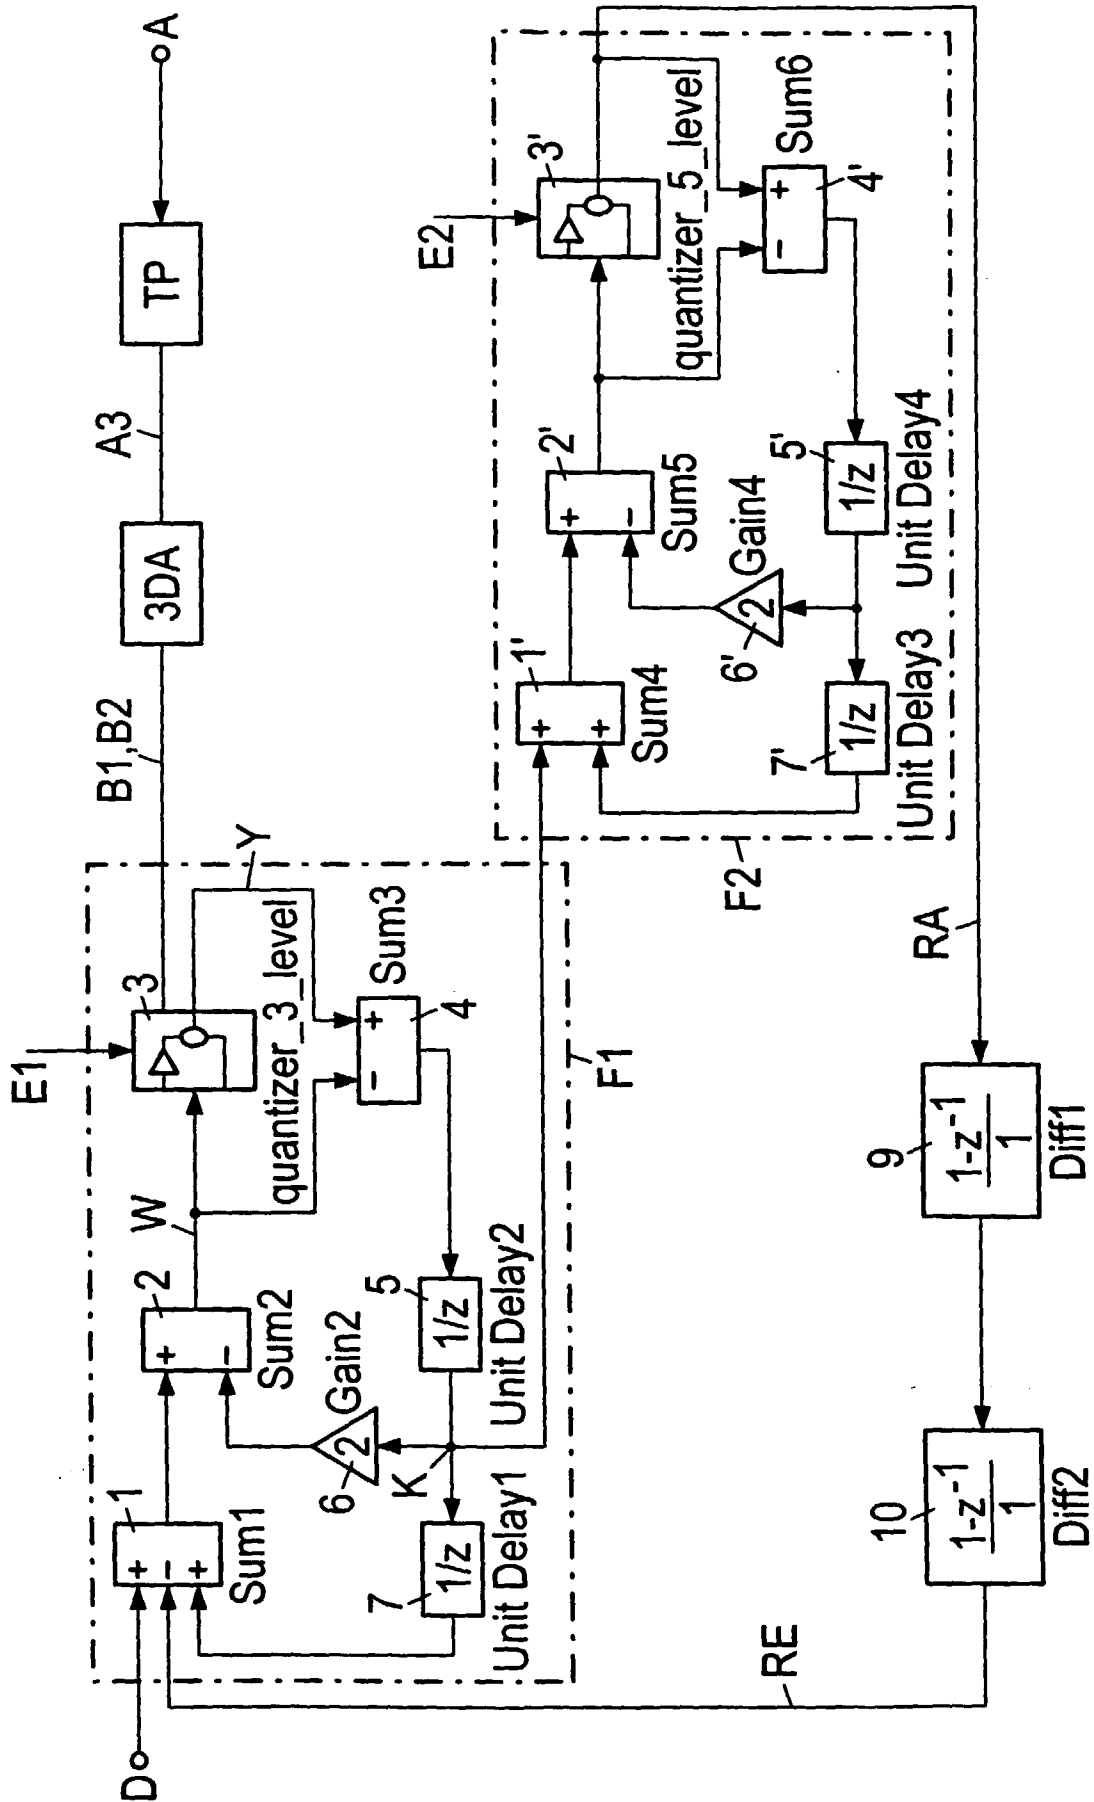 D
A
E1
B1,B2
3DA
A3
TP
1
+
−
+
Sum1
2
+
−
Sum2
W
3
quantizer_3_level
Y
−
+
4
Sum3
6
2
Gain2
K
5
1/z
Unit Delay2
7
1/z
Unit Delay1
F1
E2
1'
+
+
Sum4
2'
+
−
Sum5
3'
quantizer_5_level
−
+
4'
Sum6
6'
2
Gain4
5'
1/z
Unit Delay4
7'
1/z
Unit Delay3
F2
RA
9
1-z⁻¹
1
Diff1
10
1-z⁻¹
1
Diff2
RE